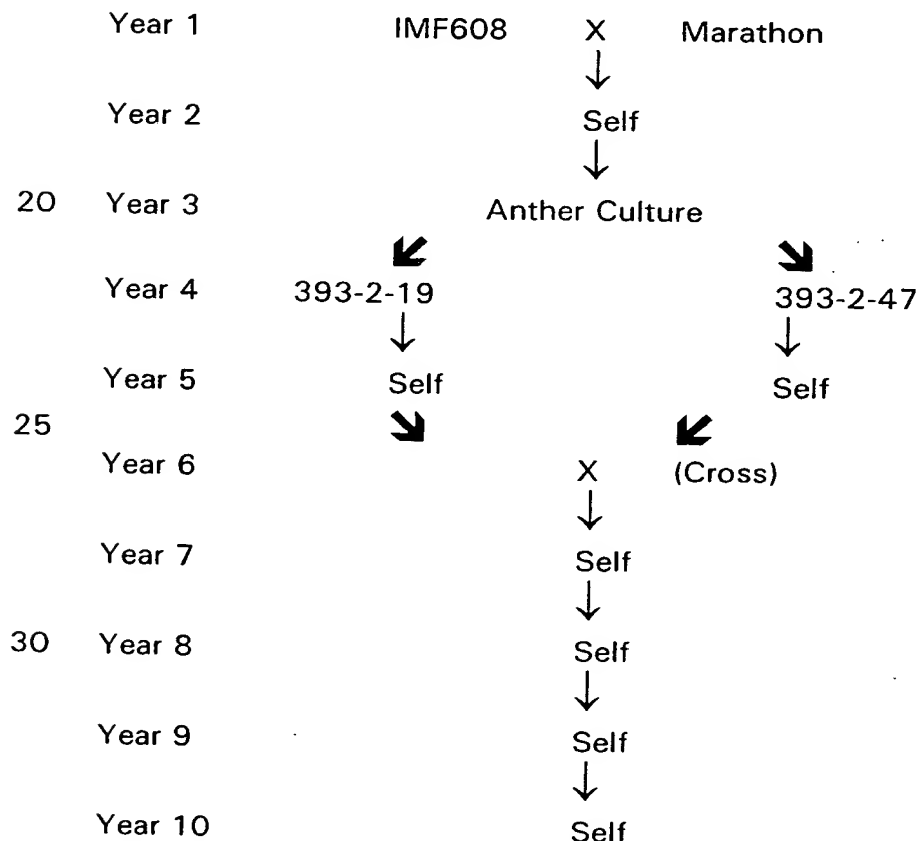 Year 1 IMF608 X Marathon
Year 2 Self
20 Year 3 Anther Culture
Year 4 393-2-19 393-2-47
Year 5 Self Self
25
Year 6 X (Cross)
Year 7 Self
30 Year 8 Self
Year 9 Self
Year 10 Self